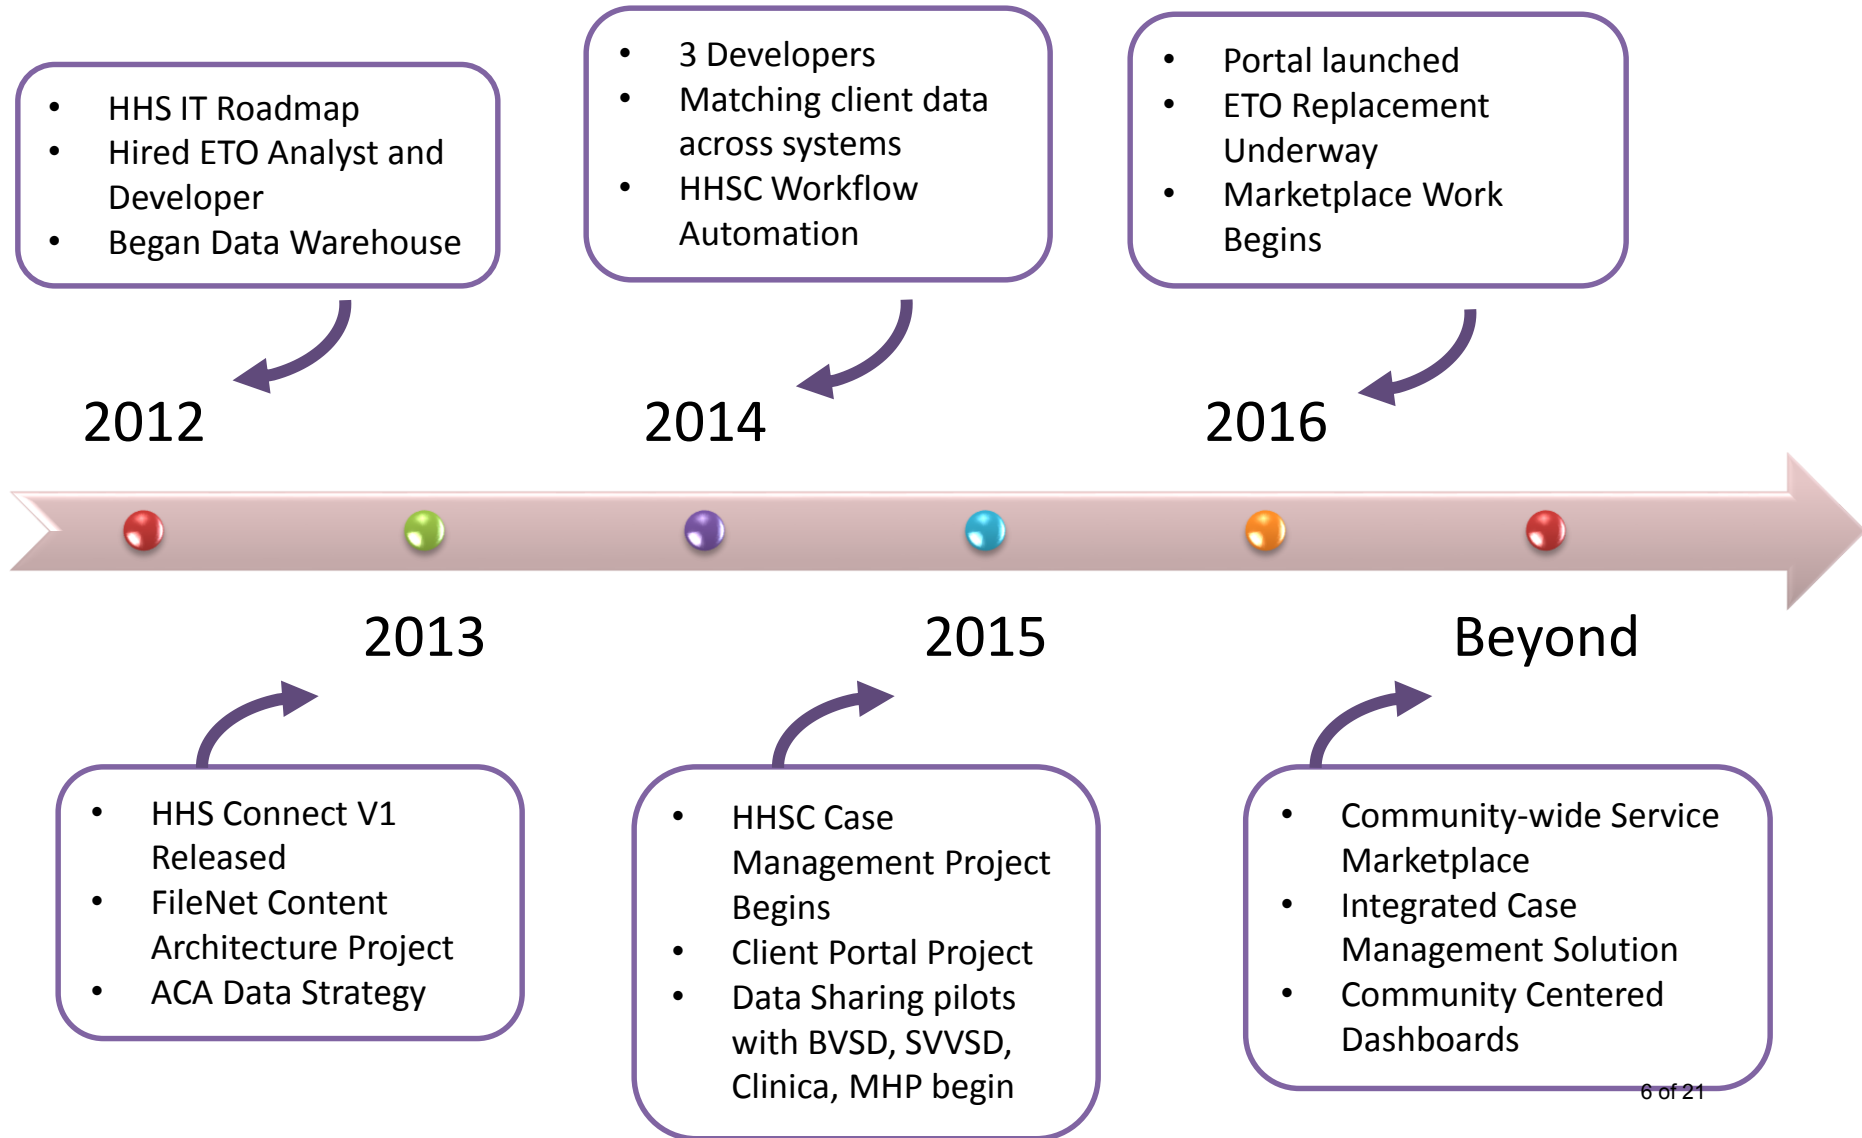 • HHS IT Roadmap
• Hired ETO Analyst and
Developer
• Began Data Warehouse
• 3 Developers
• Matching client data
across systems
• HHSC Workflow
Automation
• Portal launched
• ETO Replacement
Underway
• Marketplace Work
Begins
2012
2014
2016
2013
2015
Beyond
• HHS Connect V1
Released
• FileNet Content
Architecture Project
• ACA Data Strategy
• HHSC Case
Management Project
Begins
• Client Portal Project
• Data Sharing pilots
with BVSD, SVVSD,
Clinica, MHP begin
• Community-wide Service
Marketplace
• Integrated Case
Management Solution
• Community Centered
Dashboards
6 of 21